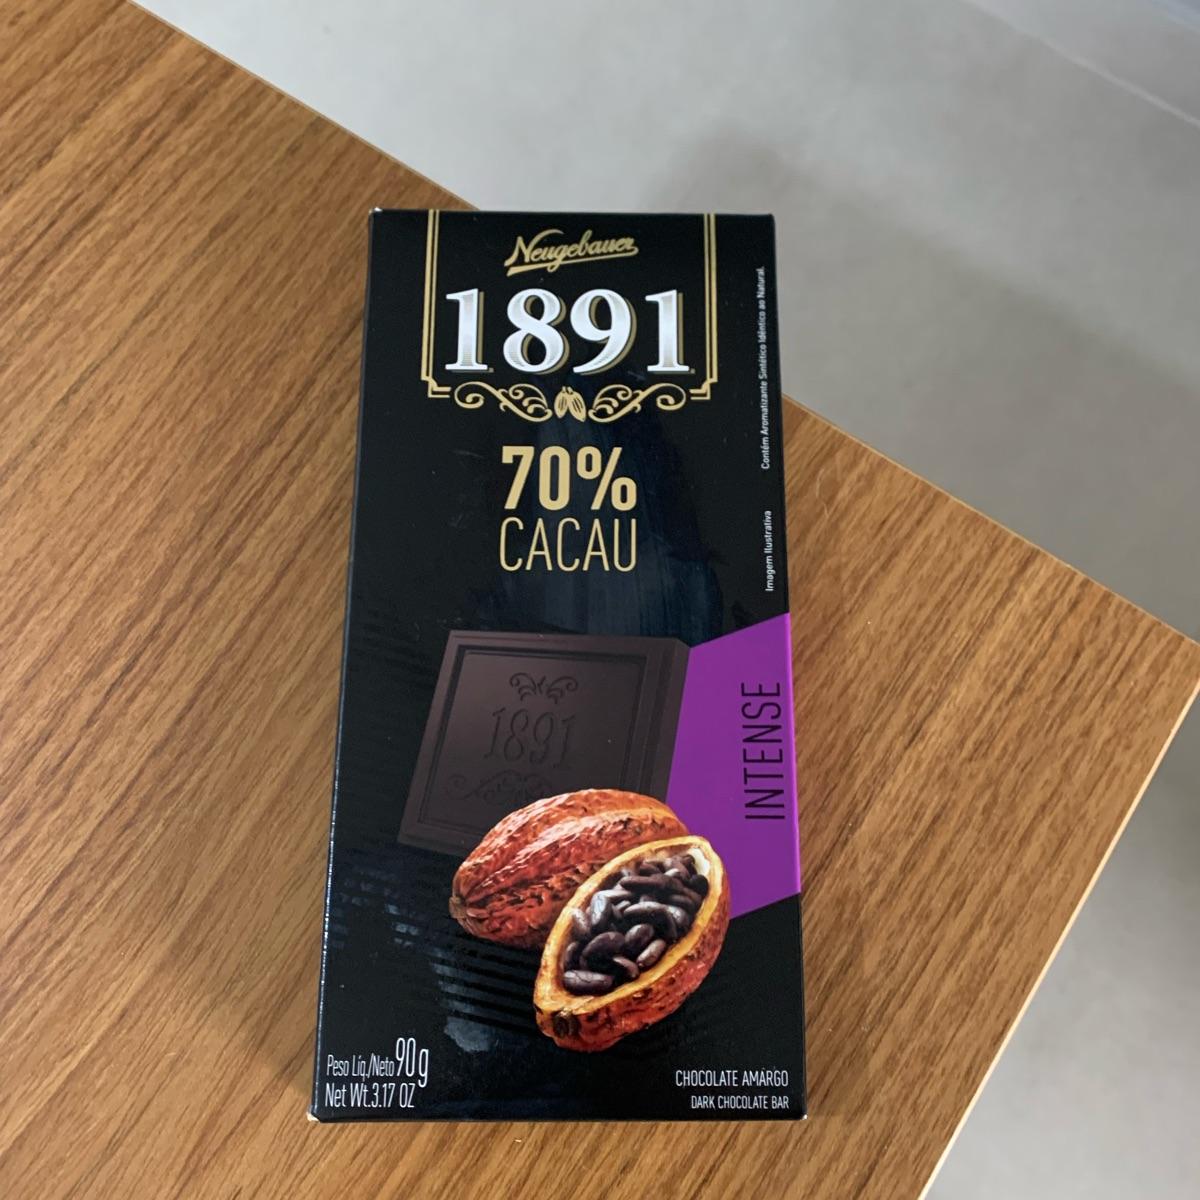 Neugebauer
1891
70%
CACAU
Contém Aromatizante Sintético Idêntico ao Natural.
Imagem Ilustrativa
1891
INTENSE
Peso Líq./Neto 90 g
Net Wt. 3.17 OZ
CHOCOLATE AMARGO
DARK CHOCOLATE BAR